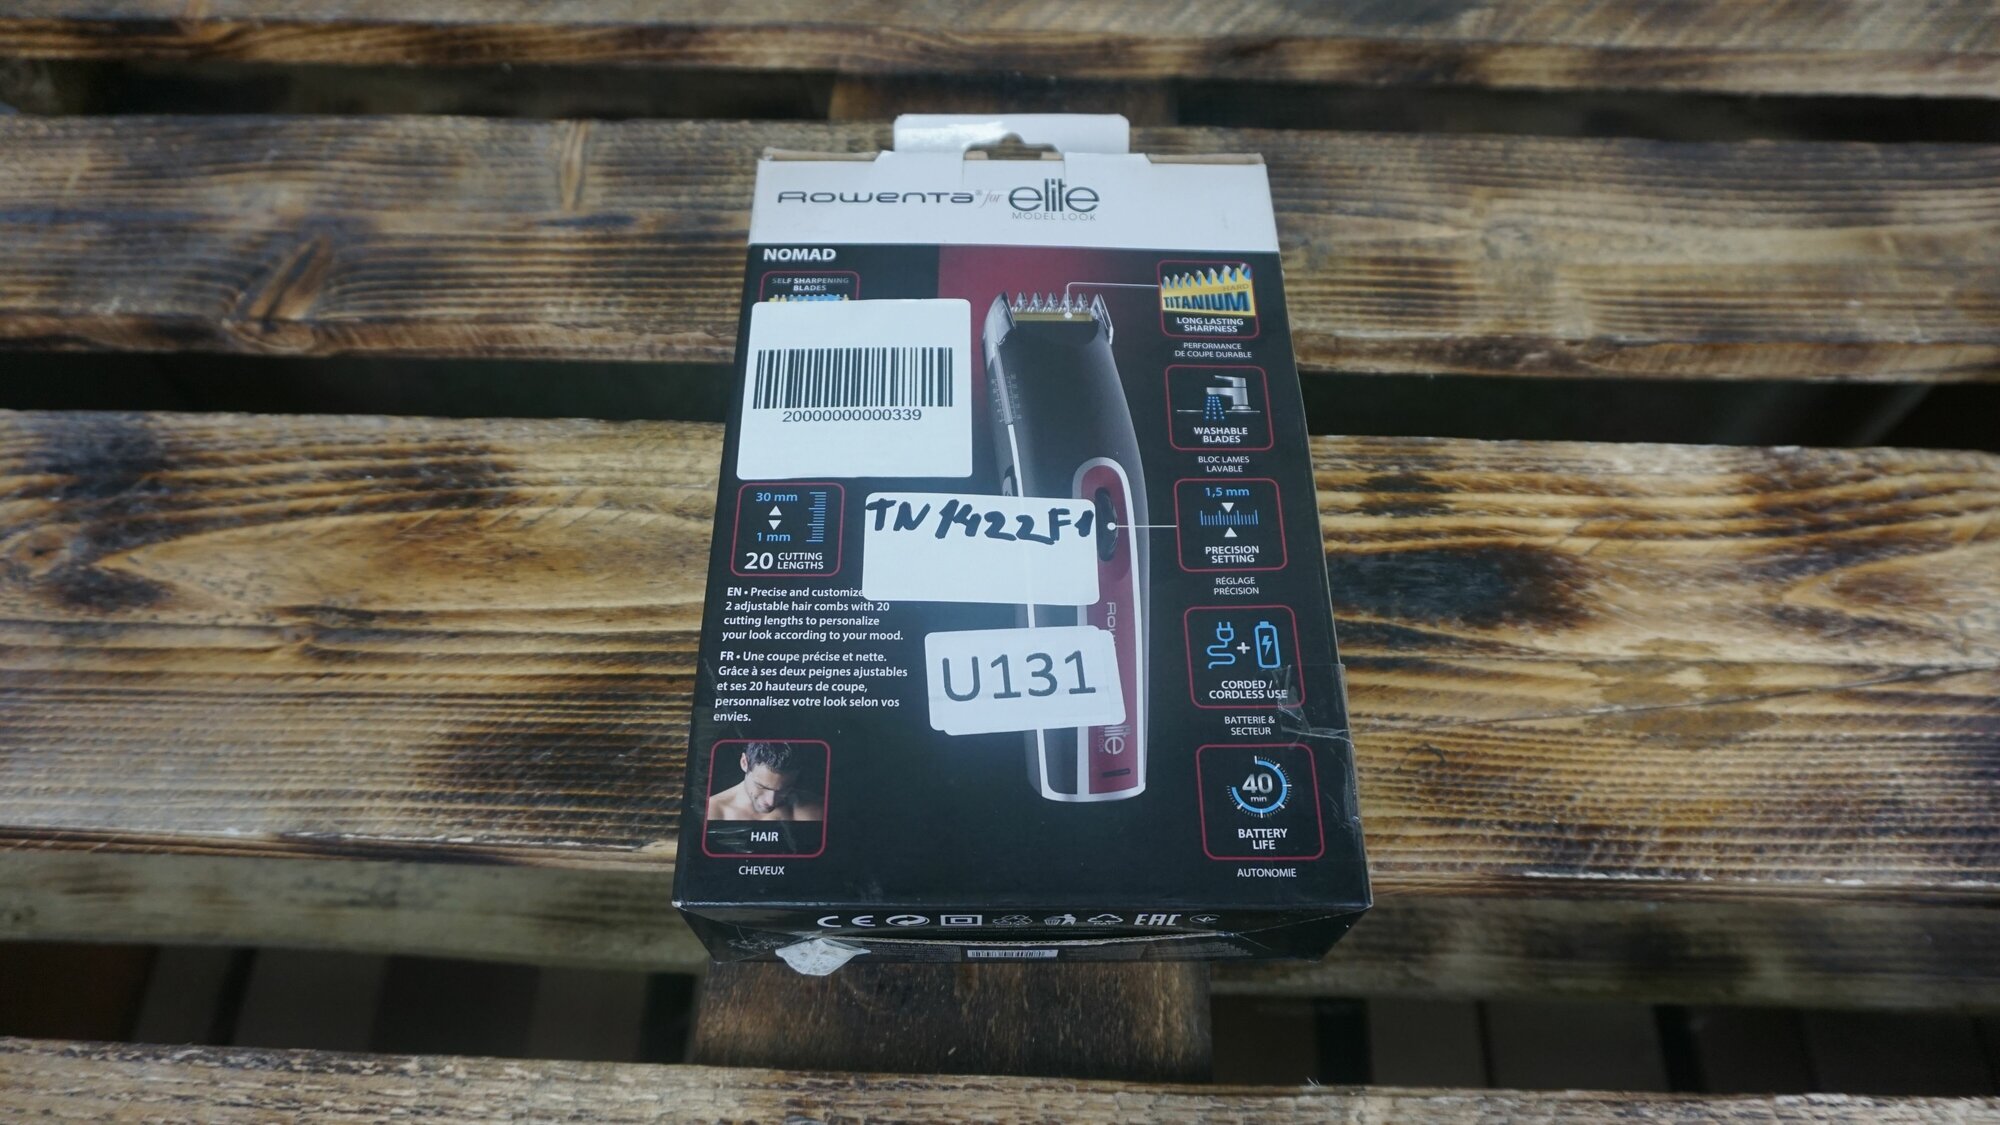 ROWENTA® for elite
MODEL LOOK
NOMAD
SELF SHARPENING
BLADES
20000000000339
30 mm
1 mm
20 CUTTING
LENGTHS
TN1422F1
EN • Precise and customize
2 adjustable hair combs with 20
cutting lengths to personalize
your look according to your mood.
FR • Une coupe précise et nette.
Grâce à ses deux peignes ajustables
et ses 20 hauteurs de coupe,
personnalisez votre look selon vos
envies.
U131
HAIR
CHEVEUX
HARD
TITANIUM
LONG LASTING
SHARPNESS
PERFORMANCE
DE COUPE DURABLE
WASHABLE
BLADES
BLOC LAMES
LAVABLE
1,5 mm
PRECISION
SETTING
RÉGLAGE
PRÉCISION
CORDED /
CORDLESS USE
BATTERIE &
SECTEUR
40
min
BATTERY
LIFE
AUTONOMIE
ROW
elite
CE EAC